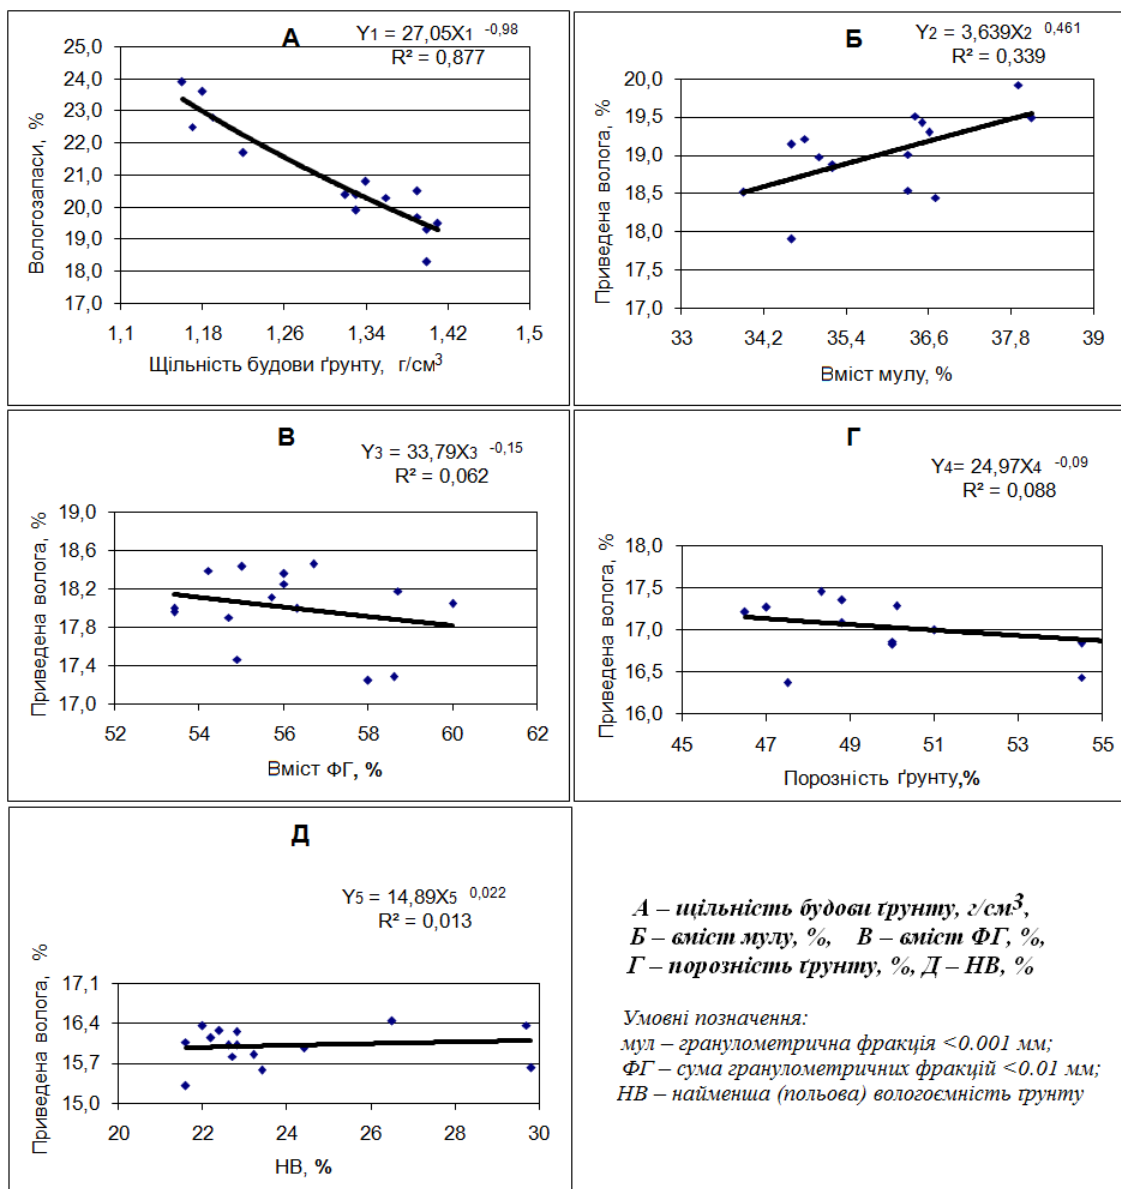 А
Y1 = 27,05X1 -0,98
R² = 0,877
Вологозапаси, %
25,0
24,0
23,0
22,0
21,0
20,0
19,0
18,0
17,0
1,1 1,18 1,26 1,34 1,42 1,5
Щільність будови ґрунту, г/см3
Б
Y2 = 3,639X2 0,461
R² = 0,339
Приведена волога, %
20,0
19,5
19,0
18,5
18,0
17,5
17,0
33 34,2 35,4 36,6 37,8 39
Вміст мулу, %
В
Y3 = 33,79X3 -0,15
R² = 0,062
Приведена волога, %
19,0
18,6
18,2
17,8
17,4
17,0
52 54 56 58 60 62
Вміст ФГ, %
Г
Y4= 24,97X4 -0,09
R² = 0,088
Приведена волога, %
18,0
17,5
17,0
16,5
16,0
45 47 49 51 53 55
Порозність ґрунту,%
Д
Y5 = 14,89X5 0,022
R² = 0,013
Приведена волога, %
17,1
16,4
15,7
15,0
20 22 24 26 28 30
НВ, %
А – щільність будови ґрунту, г/см3,
Б – вміст мулу, %, В – вміст ФГ, %,
Г – порозність ґрунту, %, Д – НВ, %
Умовні позначення:
мул – гранулометрична фракція <0.001 мм;
ФГ – сума гранулометричних фракцій <0.01 мм;
НВ – найменша (польова) вологоємність ґрунту